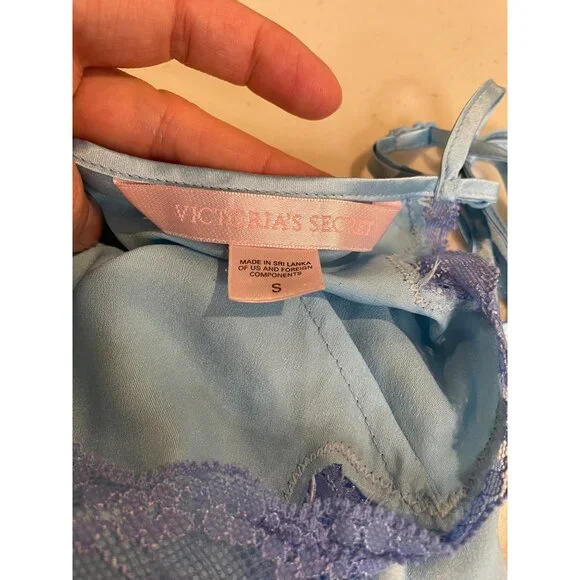 VICTORIA'S SECRET
MADE IN SRI LANKA
OF US AND FOREIGN
COMPONENTS
S